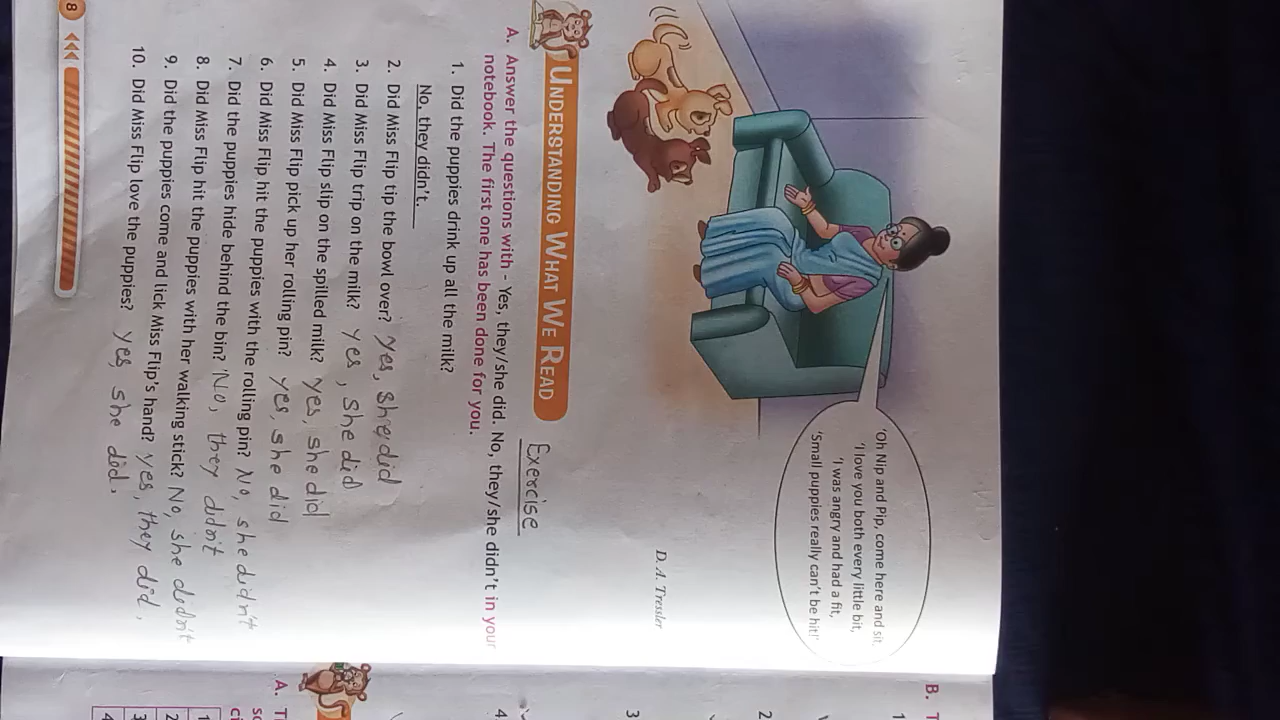 'Oh Nip and Pip, come here and sit.
'I love you both every little bit,
'I was angry and had a fit,
'Small puppies really can't be hit!'
D. A. Tressler
UNDERSTANDING WHAT WE READ
Exercise
A. Answer the questions with - Yes, they/she did. No, they/she didn't in your
notebook. The first one has been done for you.
1. Did the puppies drink up all the milk?
No, they didn't.
2. Did Miss Flip tip the bowl over? Yes, she did
3. Did Miss Flip trip on the milk? Yes, she did
4. Did Miss Flip slip on the spilled milk? Yes, she did
5. Did Miss Flip pick up her rolling pin? Yes, she did
6. Did Miss Flip hit the puppies with the rolling pin? No, she didn't
7. Did the puppies hide behind the bin? No, they didn't
8. Did Miss Flip hit the puppies with her walking stick? No, she didn't
9. Did the puppies come and lick Miss Flip's hand? Yes, they did.
10. Did Miss Flip love the puppies? Yes, she did.
8
B. T
1
2
3
4.
A.
1
2
3
4